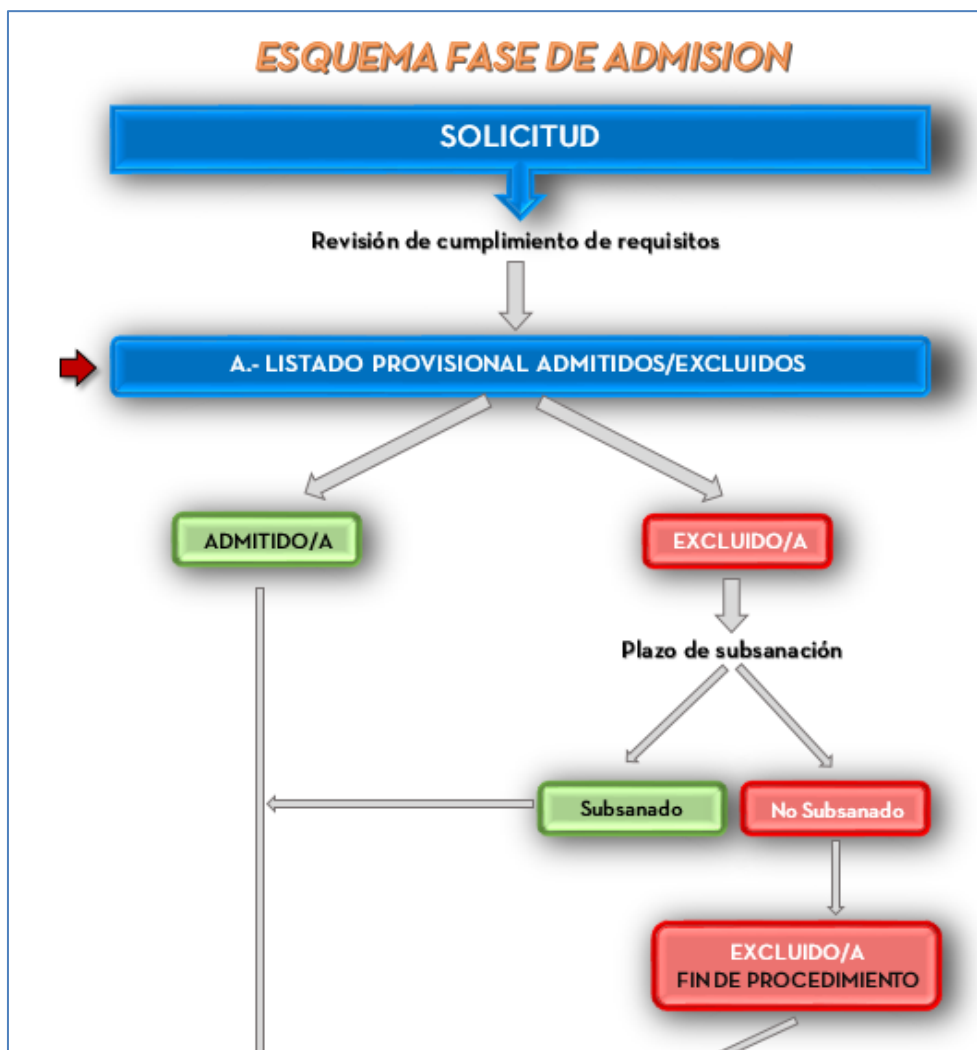 ESQUEMA FASE DE ADMISION
SOLICITUD
Revisión de cumplimiento de requisitos
A.- LISTADO PROVISIONAL ADMITIDOS/EXCLUIDOS
ADMITIDO/A
EXCLUIDO/A
Plazo de subsanación
Subsanado
No Subsanado
EXCLUIDO/A
FIN DE PROCEDIMIENTO